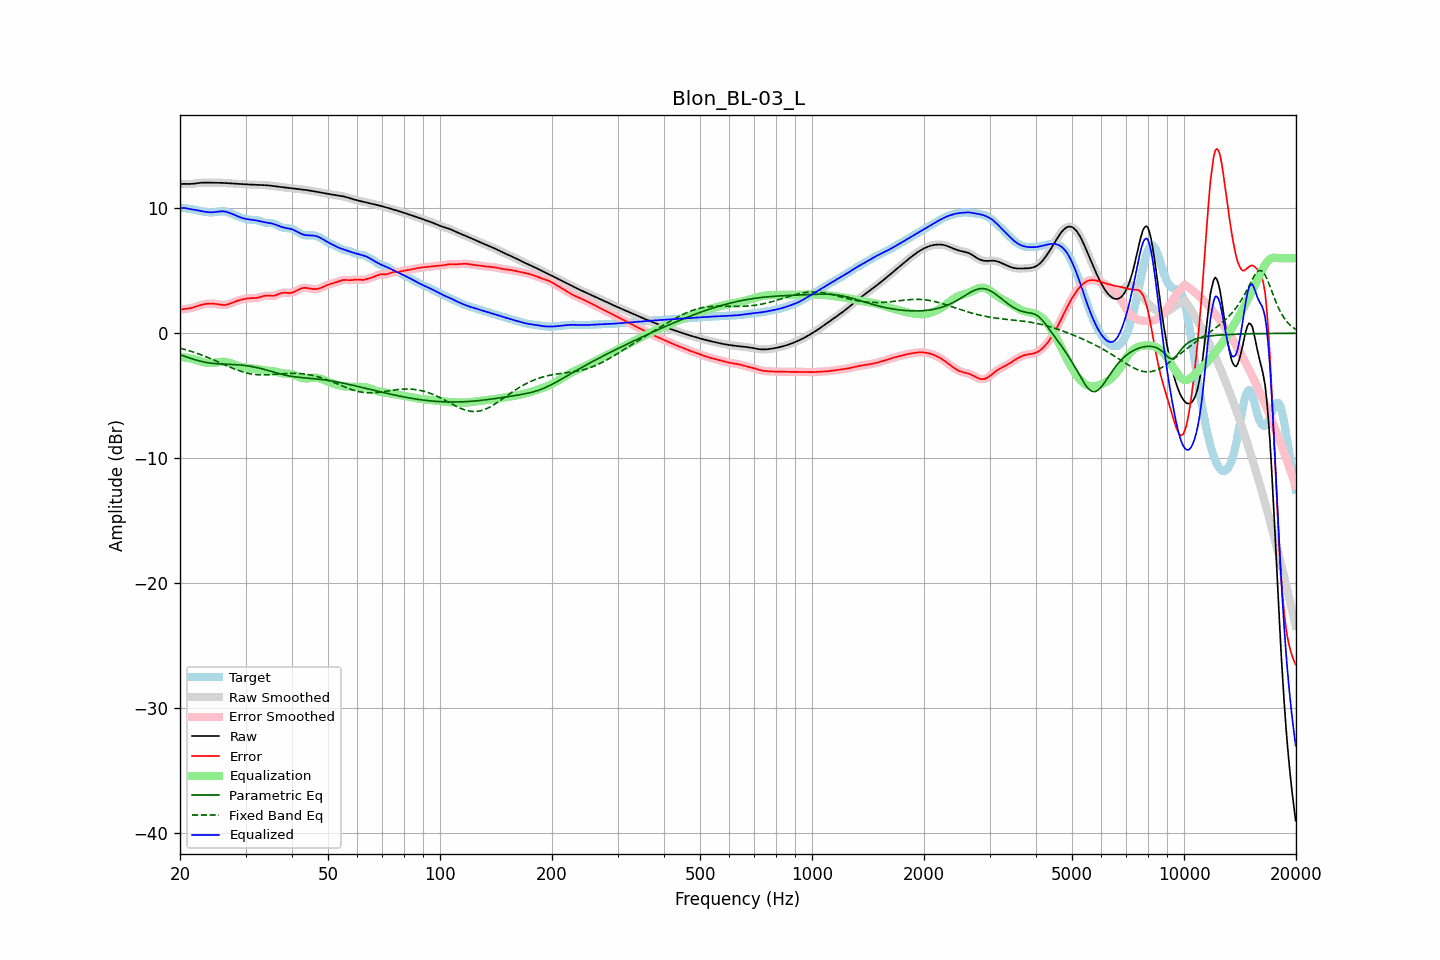 Blon_BL-03_L
Amplitude (dBr)
10
0
−10
−20
−30
−40
Target
Raw Smoothed
Error Smoothed
Raw
Error
Equalization
Parametric Eq
Fixed Band Eq
Equalized
20 50 100 200 500 1000 2000 5000 10000 20000
Frequency (Hz)